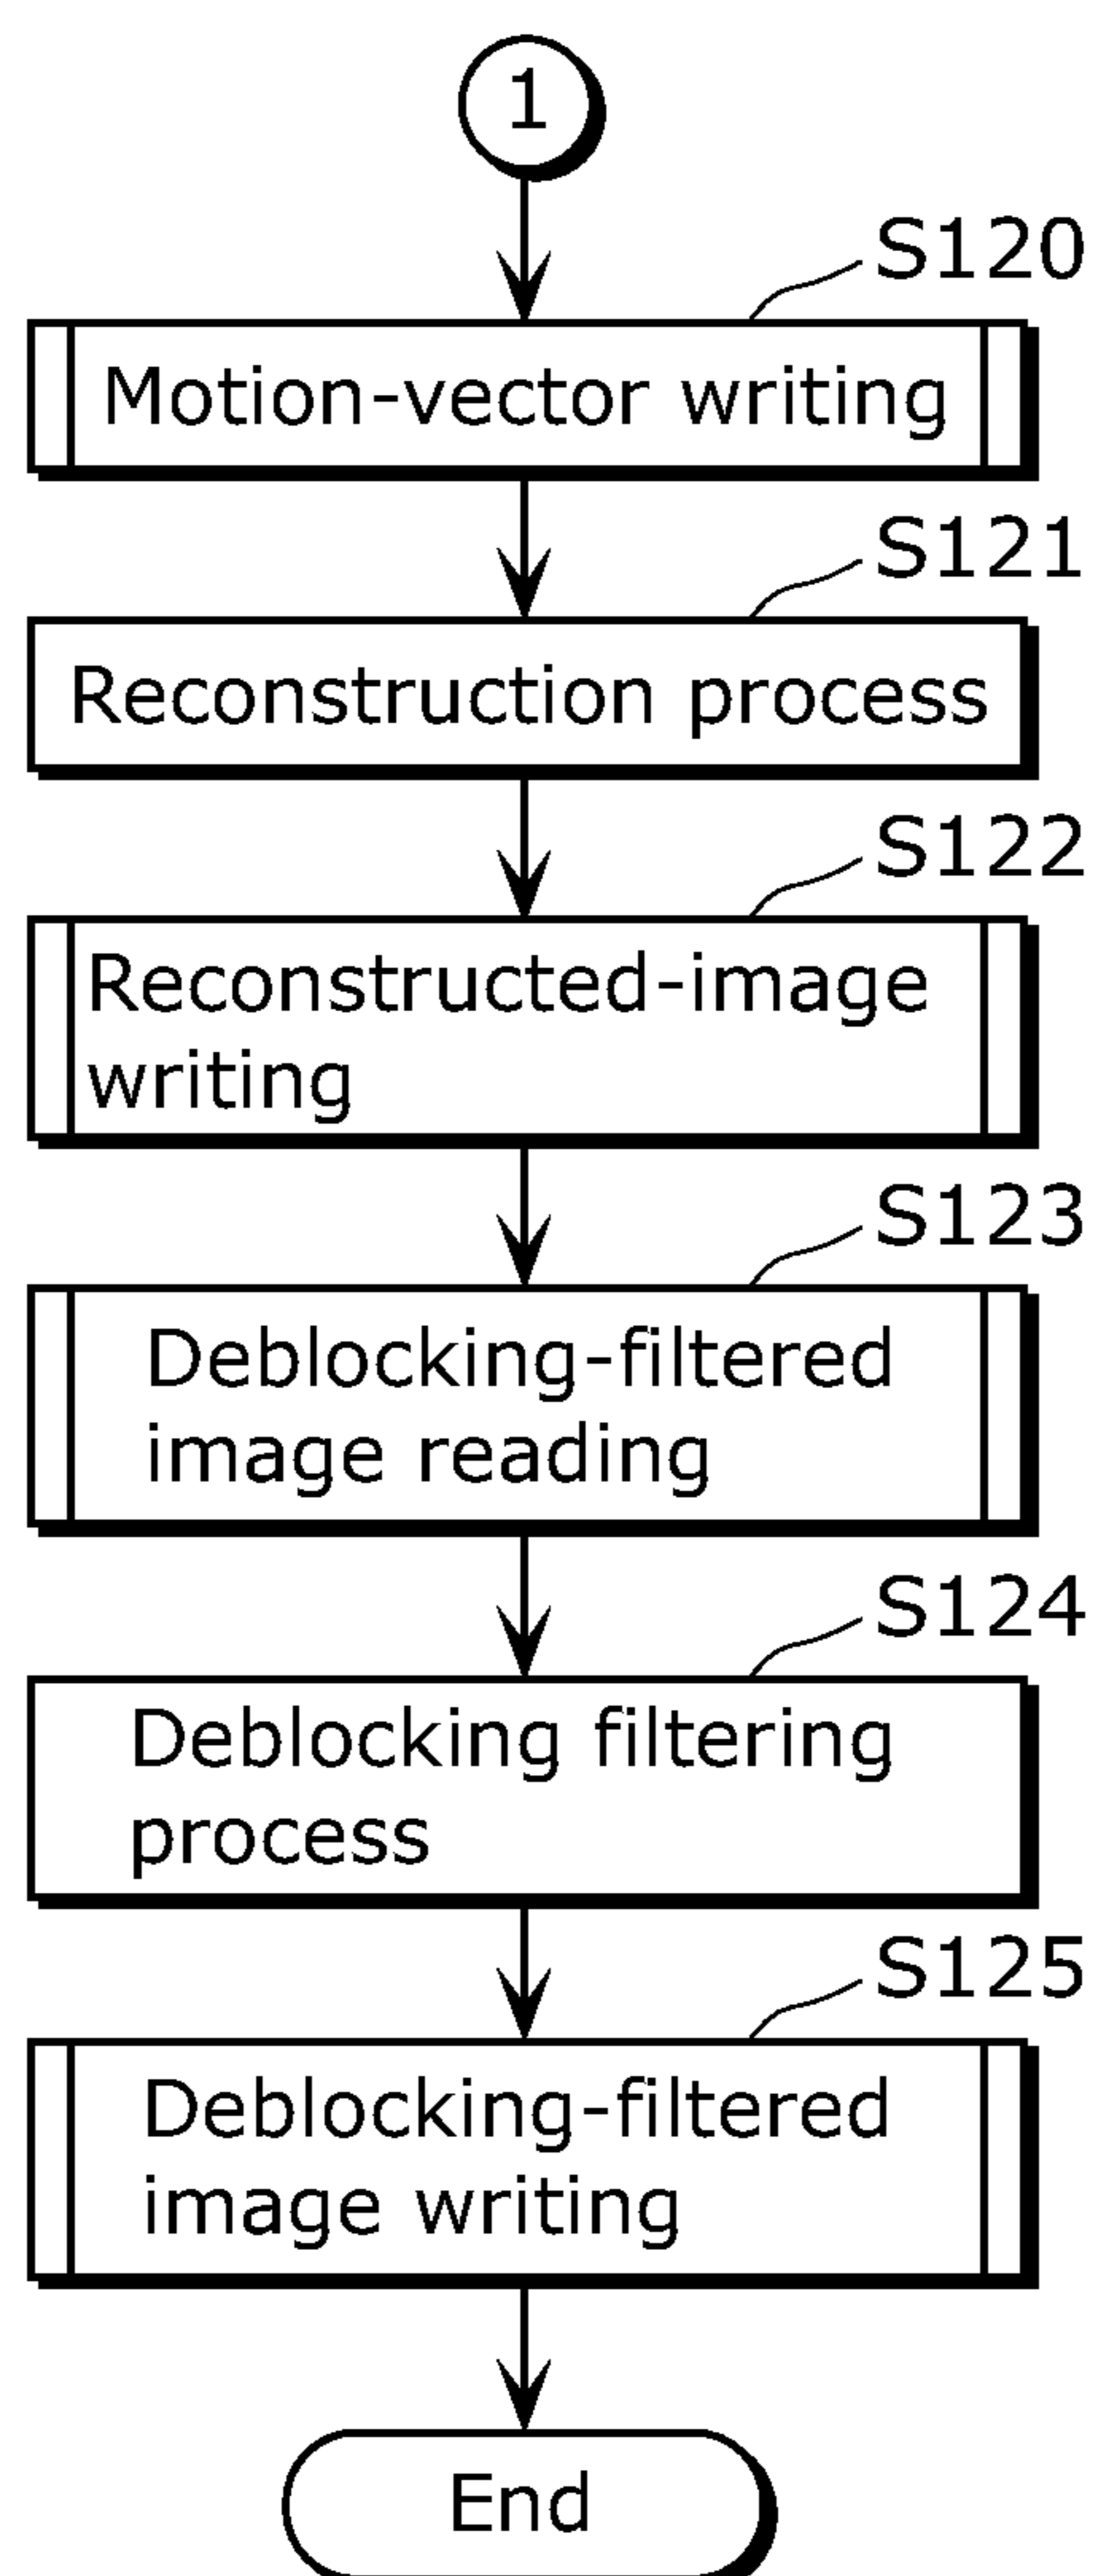 1
S120
Motion-vector writing
S121
Reconstruction process
S122
Reconstructed-image
writing
S123
Deblocking-filtered
image reading
S124
Deblocking filtering
process
S125
Deblocking-filtered
image writing
End